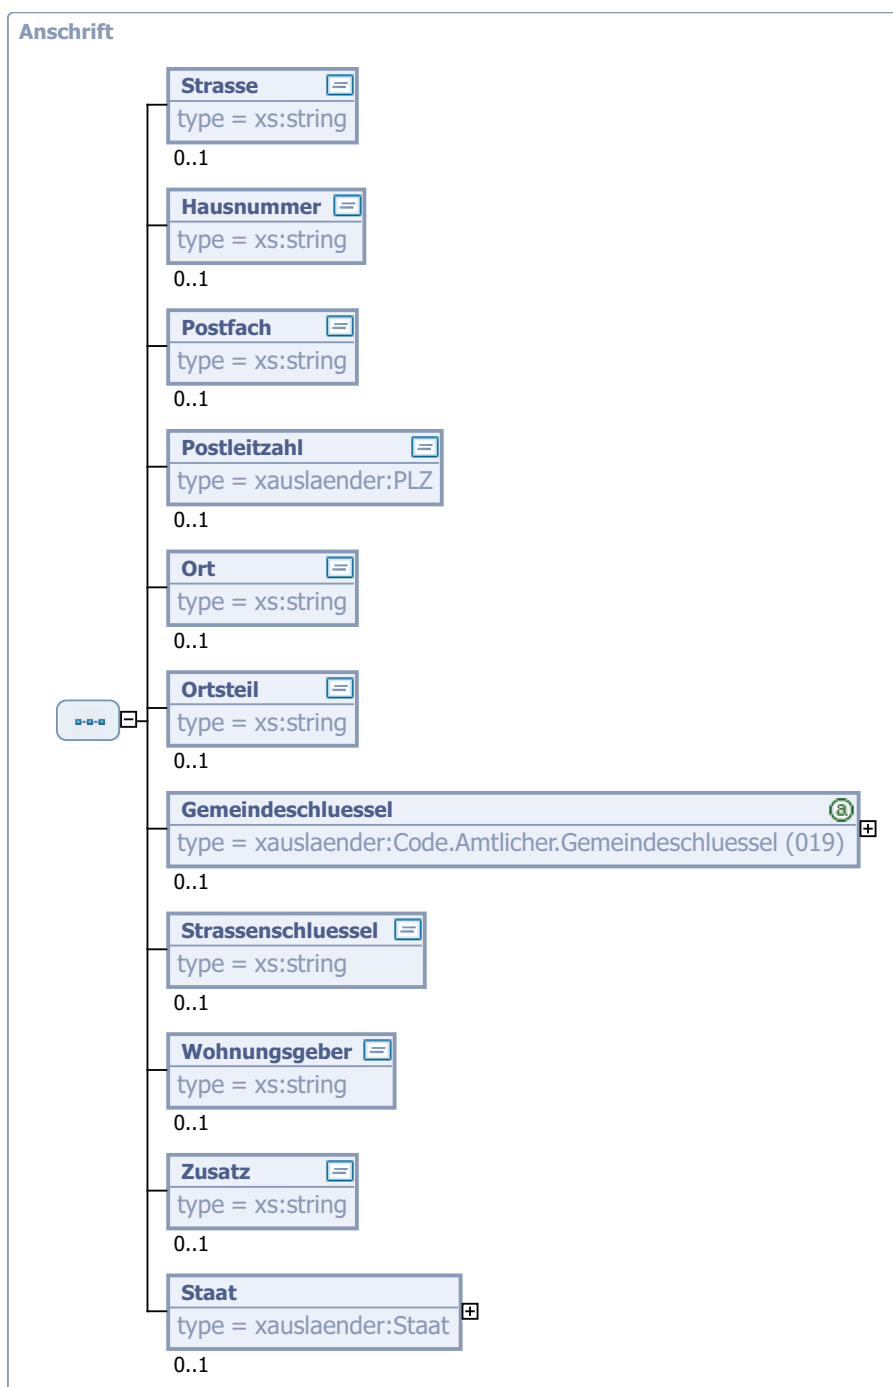 Anschrift
Strasse
type = xs:string
0..1
Hausnummer
type = xs:string
0..1
Postfach
type = xs:string
0..1
Postleitzahl
type = xauslaender:PLZ
0..1
Ort
type = xs:string
0..1
Ortsteil
type = xs:string
0..1
Gemeindeschluessel
type = xauslaender:Code.Amtlicher.Gemeindeschluessel (019)
0..1
Strassenschluessel
type = xs:string
0..1
Wohnungsgeber
type = xs:string
0..1
Zusatz
type = xs:string
0..1
Staat
type = xauslaender:Staat
0..1